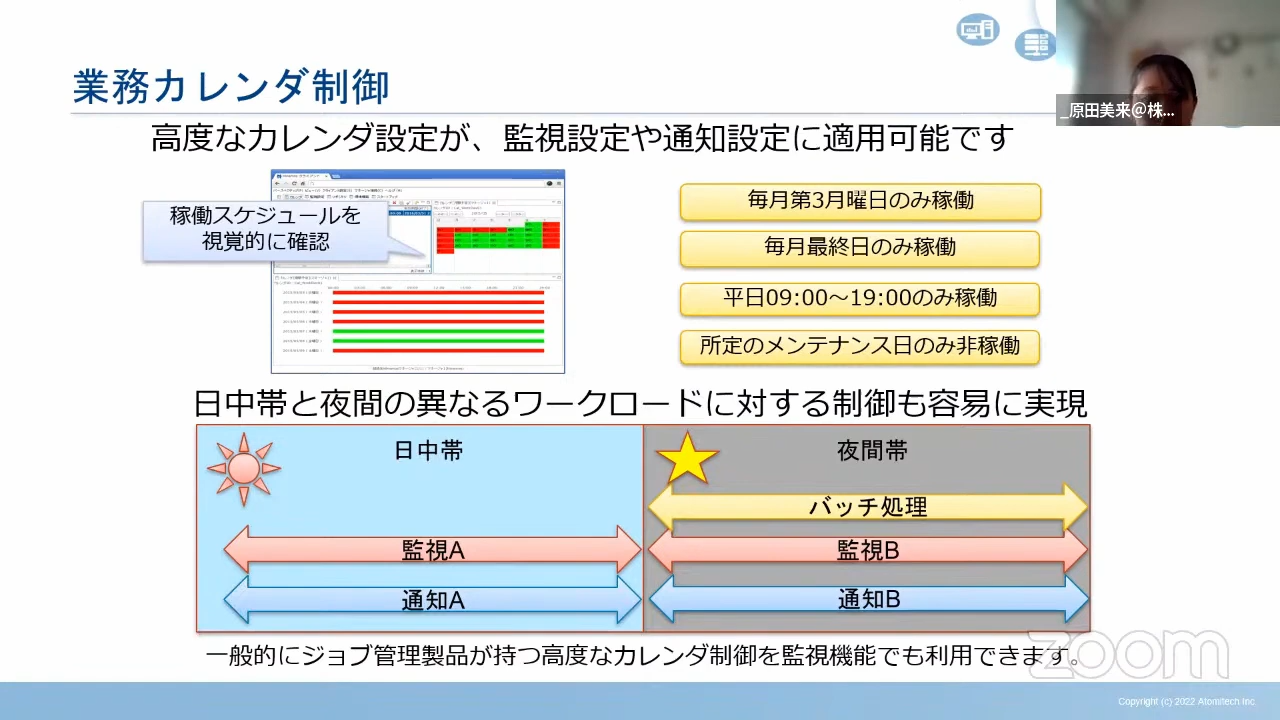 業務カレンダ制御
_原田美来@株...
高度なカレンダ設定が、監視設定や通知設定に適用可能です
稼働スケジュールを
視覚的に確認
毎月第3月曜日のみ稼働
毎月最終日のみ稼働
平日09:00～19:00のみ稼働
所定のメンテナンス日のみ非稼働
日中帯と夜間の異なるワークロードに対する制御も容易に実現
日中帯
夜間帯
バッチ処理
監視A
監視B
通知A
通知B
一般的にジョブ管理製品が持つ高度なカレンダ制御を監視機能でも利用できます。
zoom
Copyright (c) 2022 Atomitech Inc.